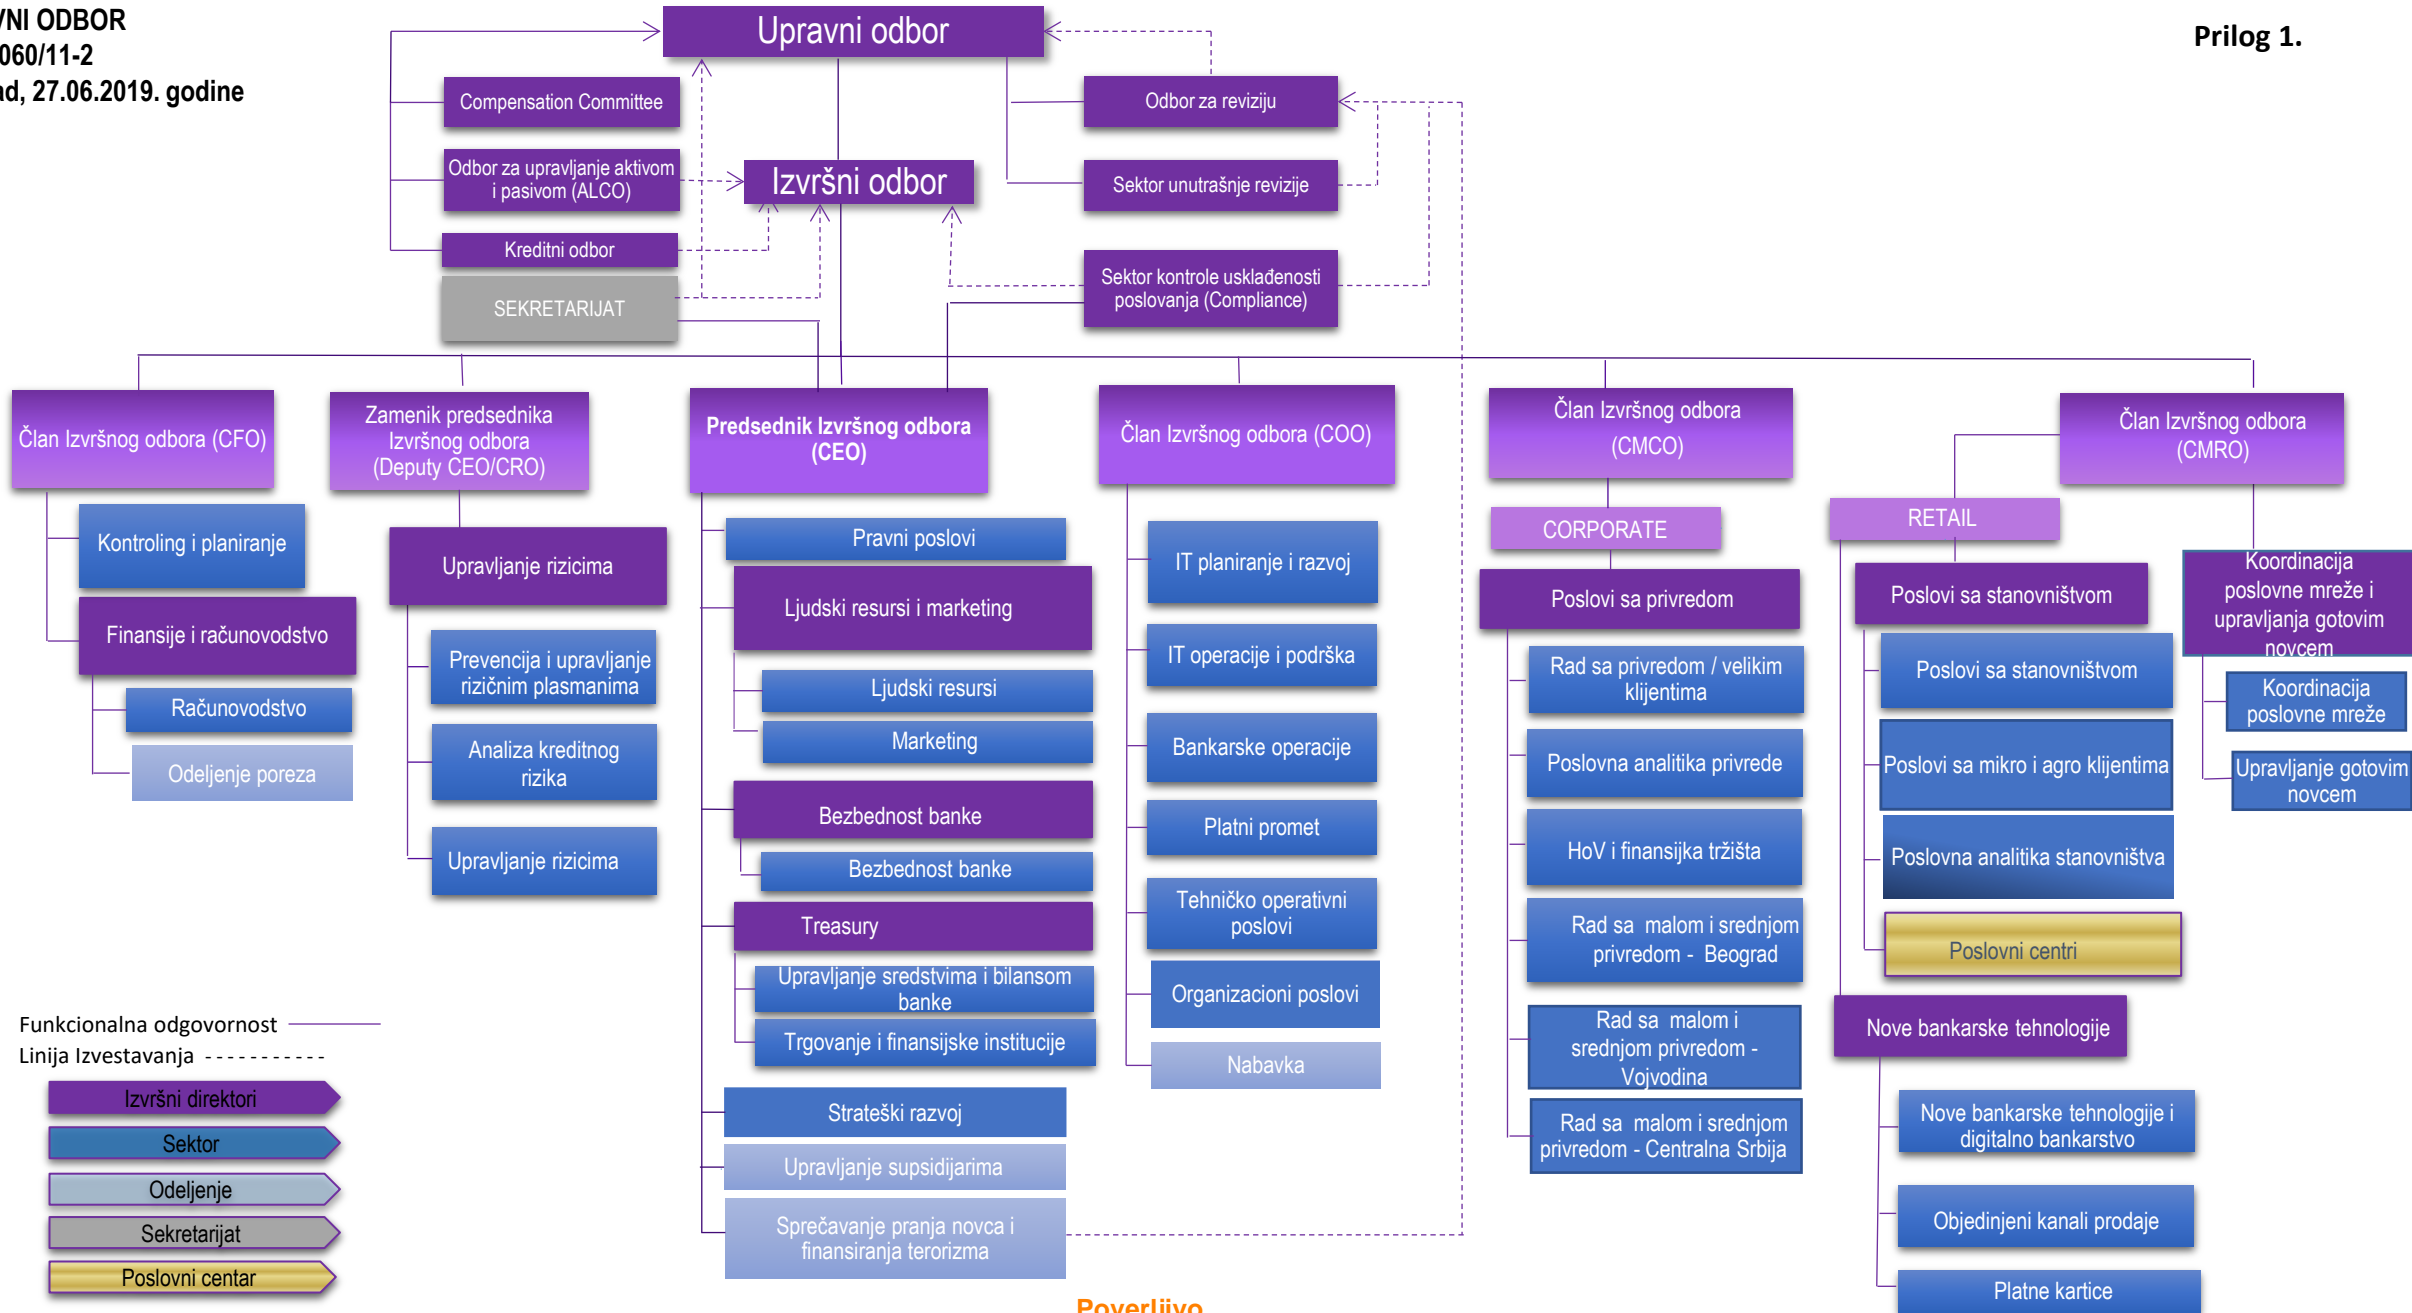 VNI ODBOR
060/11-2
ad, 27.06.2019. godine
Prilog 1.
Upravni odbor
Compensation Committee
Odbor za reviziju
Odbor za upravljanje aktivom
i pasivom (ALCO)
Izvršni odbor
Sektor unutrašnje revizije
Kreditni odbor
SEKRETARIJAT
Sektor kontrole usklađenosti
poslovanja (Compliance)
Član Izvršnog odbora (CFO)
Zamenik predsednika
Izvršnog odbora
(Deputy CEO/CRO)
Predsednik Izvršnog odbora
(CEO)
Član Izvršnog odbora (COO)
Član Izvršnog odbora
(CMCO)
Član Izvršnog odbora
(CMRO)
Kontroling i planiranje
Finansije i računovodstvo
Računovodstvo
Odeljenje poreza
Upravljanje rizicima
Prevencija i upravljanje
rizičnim plasmanima
Analiza kreditnog
rizika
Upravljanje rizicima
Pravni poslovi
Ljudski resursi i marketing
Ljudski resursi
Marketing
Bezbednost banke
Bezbednost banke
Treasury
Upravljanje sredstvima i bilansom
banke
Trgovanje i finansijske institucije
Strateški razvoj
Upravljanje supsidijarima
Sprečavanje pranja novca i
finansiranja terorizma
IT planiranje i razvoj
IT operacije i podrška
Bankarske operacije
Platni promet
Tehničko operativni
poslovi
Organizacioni poslovi
Nabavka
CORPORATE
Poslovi sa privredom
Rad sa privredom / velikim
klijentima
Poslovna analitika privrede
HoV i finansijka tržišta
Rad sa malom i srednjom
privredom - Beograd
Rad sa malom i
srednjom privredom -
Vojvodina
Rad sa malom i srednjom
privredom - Centralna Srbija
RETAIL
Poslovi sa stanovništvom
Poslovi sa stanovništvom
Poslovi sa mikro i agro klijentima
Poslovna analitika stanovništva
Poslovni centri
Nove bankarske tehnologije
Nove bankarske tehnologije i
digitalno bankarstvo
Objedinjeni kanali prodaje
Platne kartice
Koordinacija
poslovne mreže i
upravljanja gotovim
novcem
Koordinacija
poslovne mreže
Upravljanje gotovim
novcem
Funkcionalna odgovornost
Linija Izvestavanja
Izvršni direktori
Sektor
Odeljenje
Sekretarijat
Poslovni centar
Poverljivo